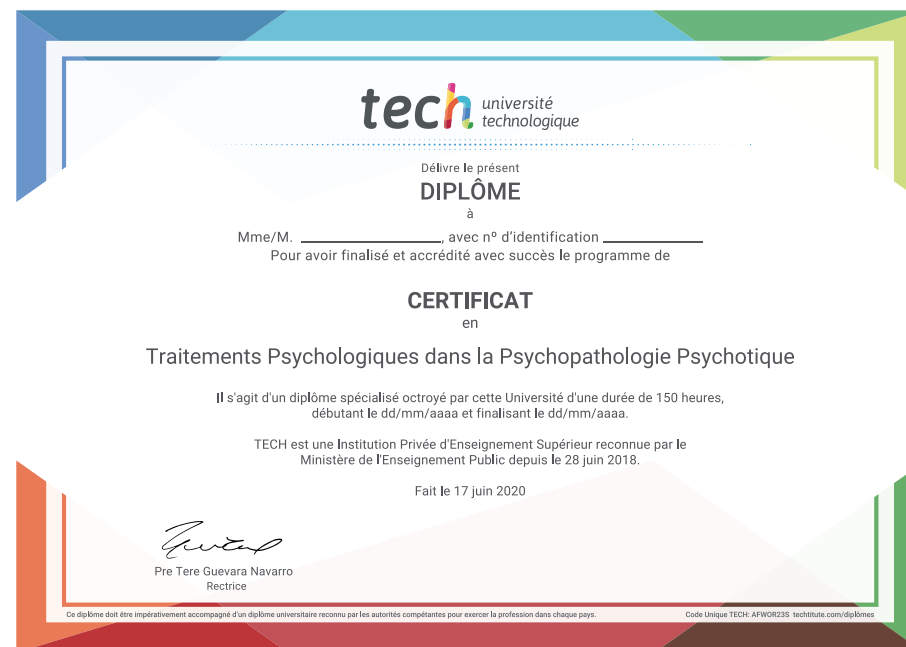 tech université
technologique
Délivre le présent
DIPLÔME
à
Mme/M. ____________________, avec nº d'identification ______________
Pour avoir finalisé et accrédité avec succès le programme de
CERTIFICAT
en
Traitements Psychologiques dans la Psychopathologie Psychotique
Il s'agit d'un diplôme spécialisé octroyé par cette Université d'une durée de 150 heures,
débutant le dd/mm/aaaa et finalisant le dd/mm/aaaa.
TECH est une Institution Privée d'Enseignement Supérieur reconnue par le
Ministère de l'Enseignement Public depuis le 28 juin 2018.
Fait le 17 juin 2020
Pre Tere Guevara Navarro
Rectrice
Ce diplôme doit être impérativement accompagné d'un diplôme universitaire reconnu par les autorités compétantes pour exercer la profession dans chaque pays.
Code Unique TECH: AFWOR23S techtitute.com/diplômes